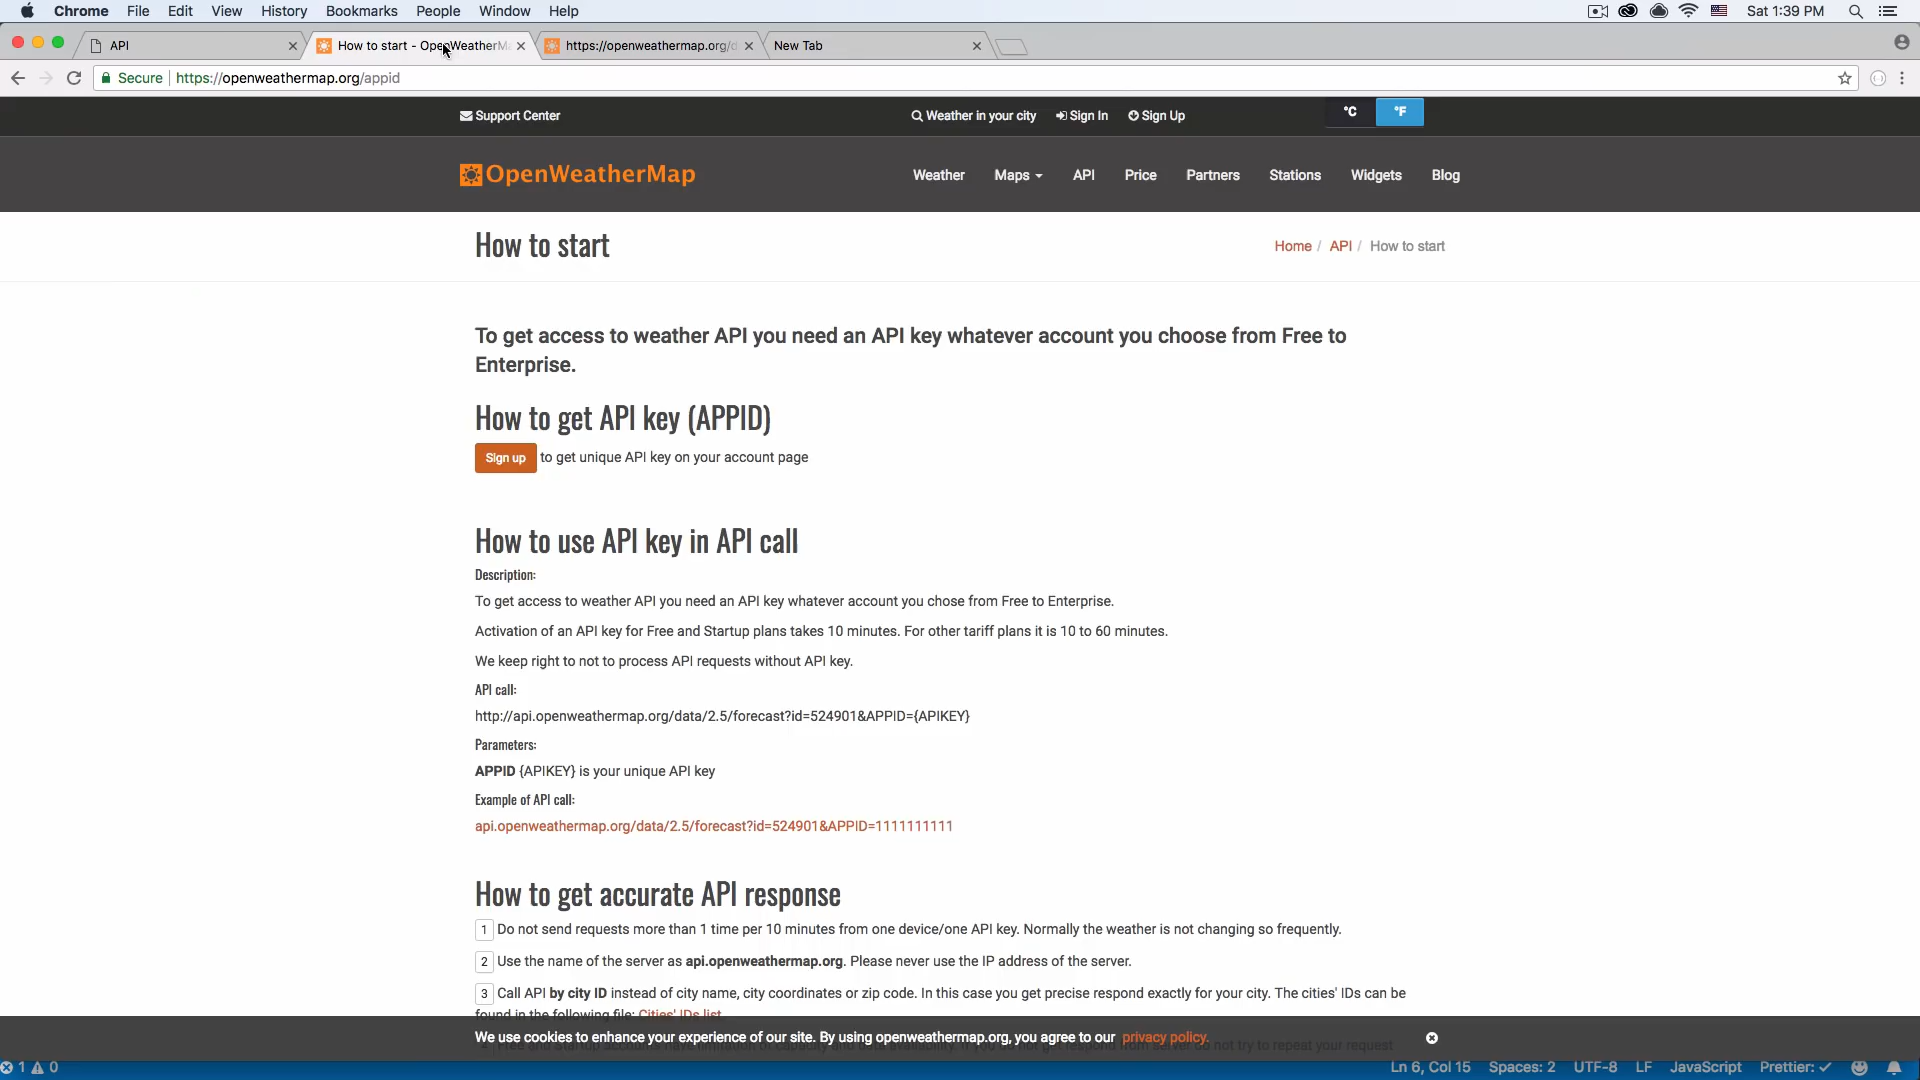 Chrome File Edit View History Bookmarks People Window Help Sat 1:39 PM
API How to start - OpenWeatherM https://openweathermap.org/d New Tab
Secure https://openweathermap.org/appid
Support Center Weather in your city Sign In Sign Up °C °F
OpenWeatherMap Weather Maps API Price Partners Stations Widgets Blog
How to start Home / API / How to start
To get access to weather API you need an API key whatever account you choose from Free to
Enterprise.
How to get API key (APPID)
Sign up to get unique API key on your account page
How to use API key in API call
Description:
To get access to weather API you need an API key whatever account you chose from Free to Enterprise.
Activation of an API key for Free and Startup plans takes 10 minutes. For other tariff plans it is 10 to 60 minutes.
We keep right to not to process API requests without API key.
API call:
http://api.openweathermap.org/data/2.5/forecast?id=524901&APPID={APIKEY}
Parameters:
APPID {APIKEY} is your unique API key
Example of API call:
api.openweathermap.org/data/2.5/forecast?id=524901&APPID=1111111111
How to get accurate API response
1 Do not send requests more than 1 time per 10 minutes from one device/one API key. Normally the weather is not changing so frequently.
2 Use the name of the server as api.openweathermap.org. Please never use the IP address of the server.
3 Call API by city ID instead of city name, city coordinates or zip code. In this case you get precise respond exactly for your city. The cities' IDs can be
found in the following file: Cities' IDs list
We use cookies to enhance your experience of our site. By using openweathermap.org, you agree to our privacy policy.
1 0 Ln 6, Col 15 Spaces: 2 UTF-8 LF JavaScript Prettier: ✓